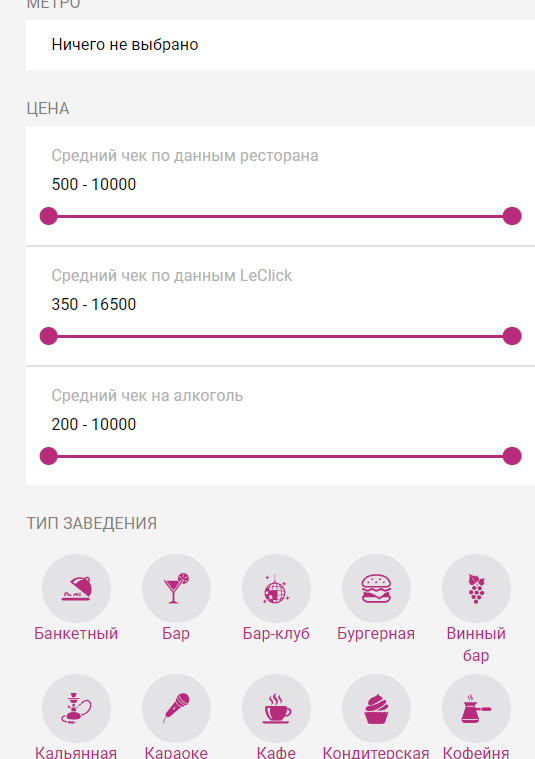 МЕТРО
Ничего не выбрано
ЦЕНА
Средний чек по данным ресторана
500 - 10000
Средний чек по данным LeClick
350 - 16500
Средний чек на алкоголь
200 - 10000
ТИП ЗАВЕДЕНИЯ
Банкетный Бар Бар-клуб Бургерная Винный
бар
Кальянная Караоке Кафе Кондитерская Кофейня